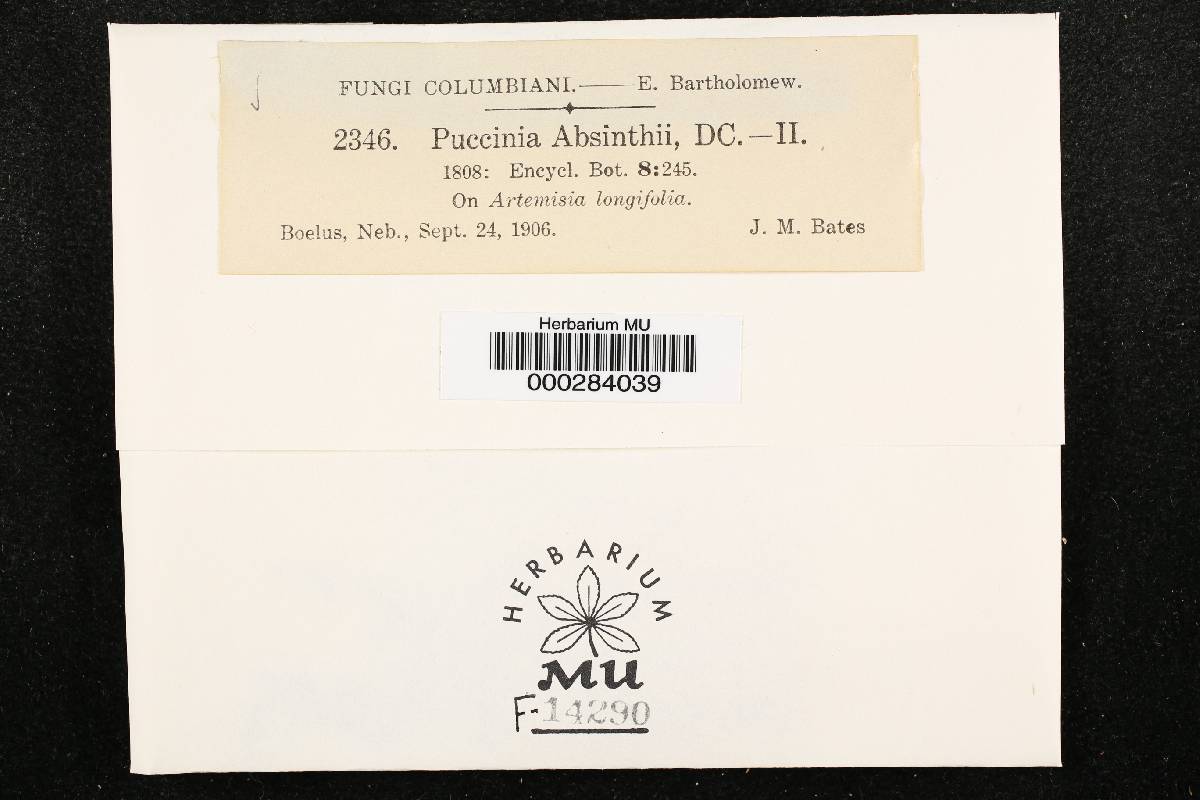 FUNGI COLUMBIANI.—— E. Bartholomew.
2346. Puccinia Absinthii, DC.—II.
1808: Encycl. Bot. 8:245.
On Artemisia longifolia.
Boelus, Neb., Sept. 24, 1906. J. M. Bates
Herbarium MU
000284039
HERBARIUM
MU
F-14290